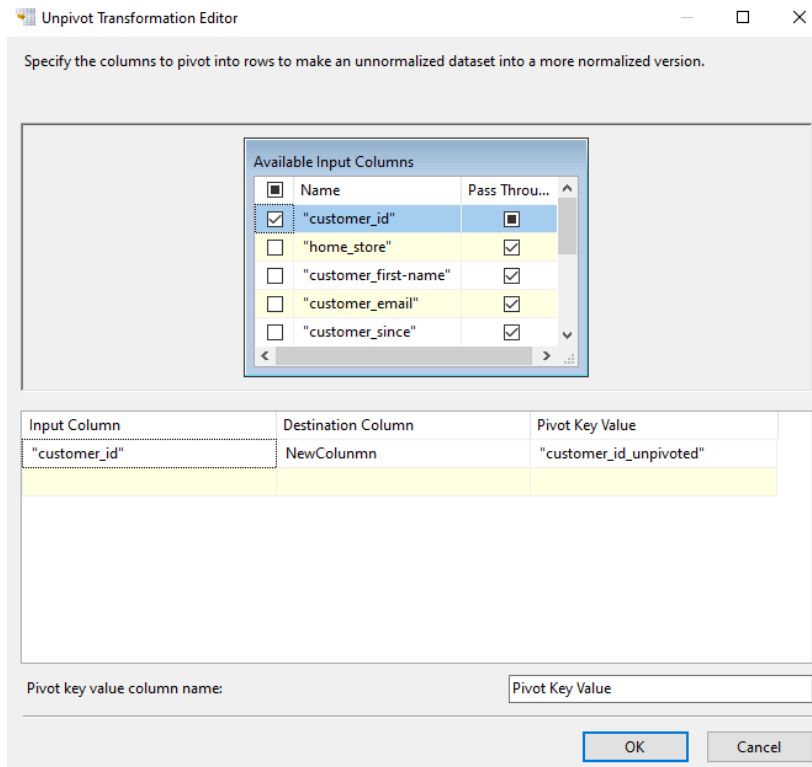 Unpivot Transformation Editor
Specify the columns to pivot into rows to make an unnormalized dataset into a more normalized version.
Available Input Columns
Name Pass Throu...
"customer_id"
"home_store"
"customer_first-name"
"customer_email"
"customer_since"
Input Column Destination Column Pivot Key Value
"customer_id" NewColunmn "customer_id_unpivoted"
Pivot key value column name: Pivot Key Value
OK Cancel